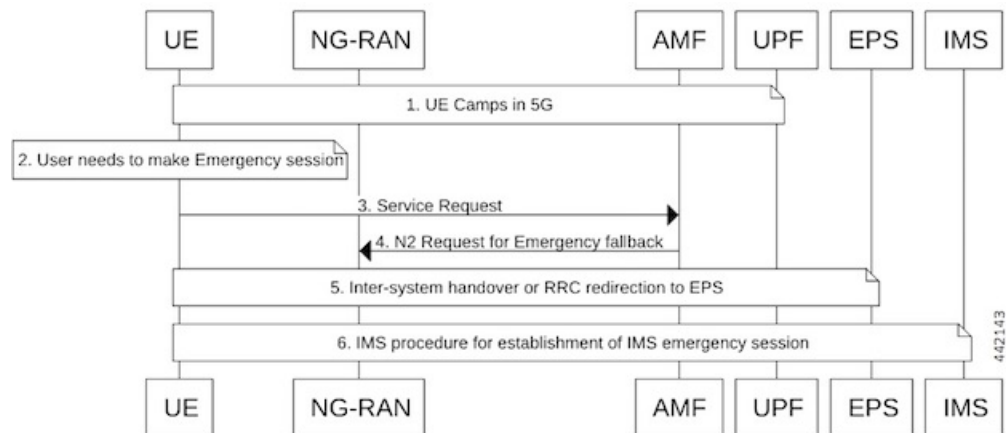 UE NG-RAN AMF UPF EPS IMS
1. UE Camps in 5G
2. User needs to make Emergency session
3. Service Request
4. N2 Request for Emergency fallback
5. Inter-system handover or RRC redirection to EPS
6. IMS procedure for establishment of IMS emergency session
442143
UE NG-RAN AMF UPF EPS IMS